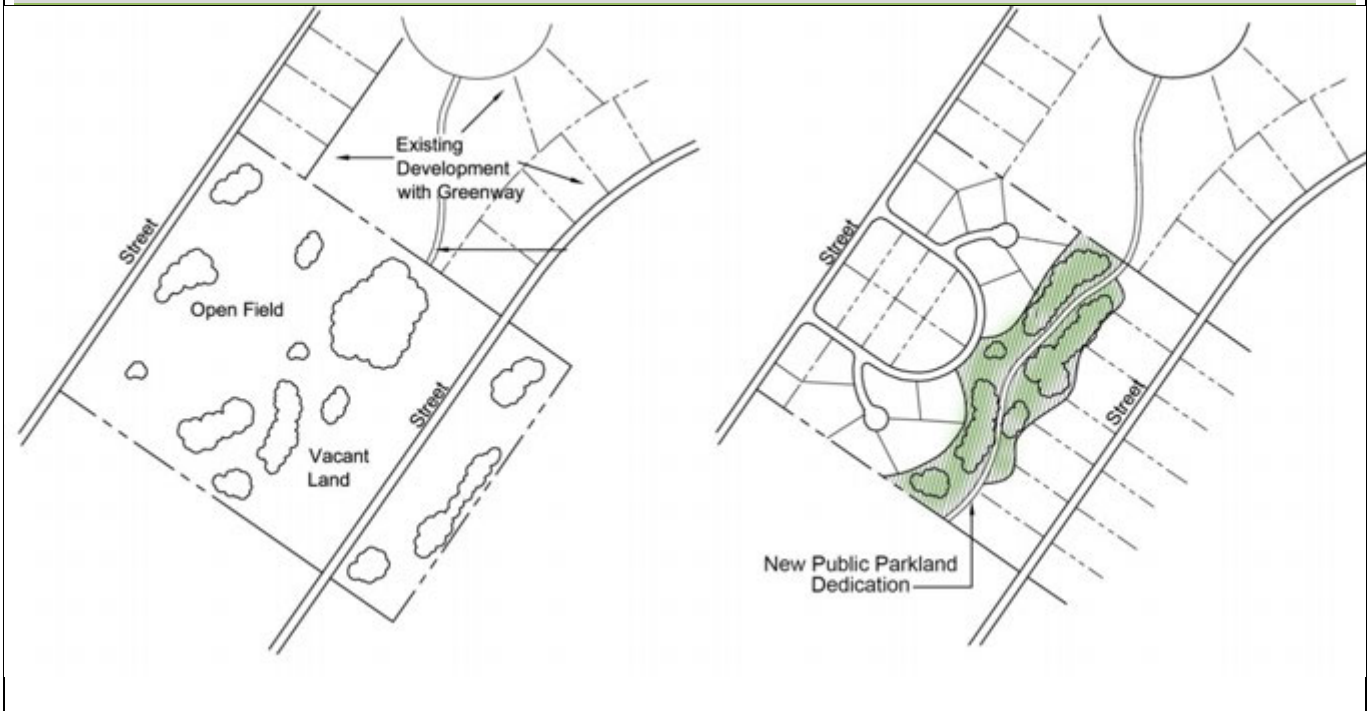 Existing
Development
with Greenway
Street
Open Field
Street
Vacant
Land
Street
Street
New Public Parkland
Dedication